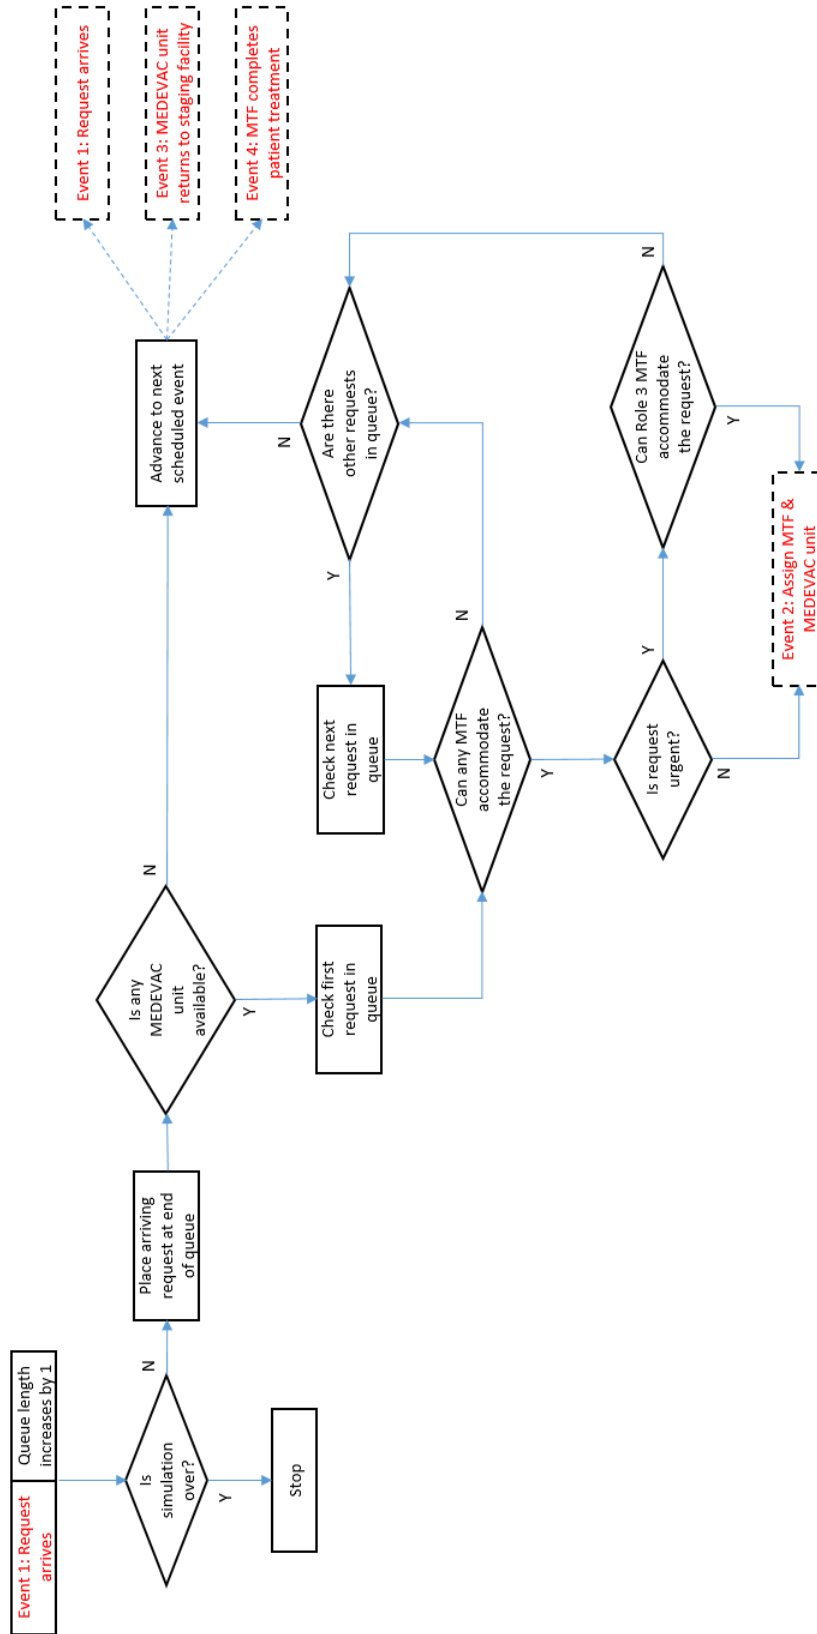 Event 1: Request
arrives
Queue length
increases by 1
Is
simulation
over?
N
Y
Stop
Place arriving
request at end
of queue
Is any
MEDEVAC
unit
available?
N
Y
Check first
request in
queue
Advance to next
scheduled event
Event 1: Request arrives
Event 3: MEDEVAC unit
returns to staging facility
Event 4: MTF completes
patient treatment
Are there
other requests
in queue?
N
Y
Check next
request in
queue
Can any MTF
accommodate
the request?
N
Y
Is request
urgent?
Y
N
Can Role 3 MTF
accommodate
the request?
N
Y
Event 2: Assign MTF &
MEDEVAC unit